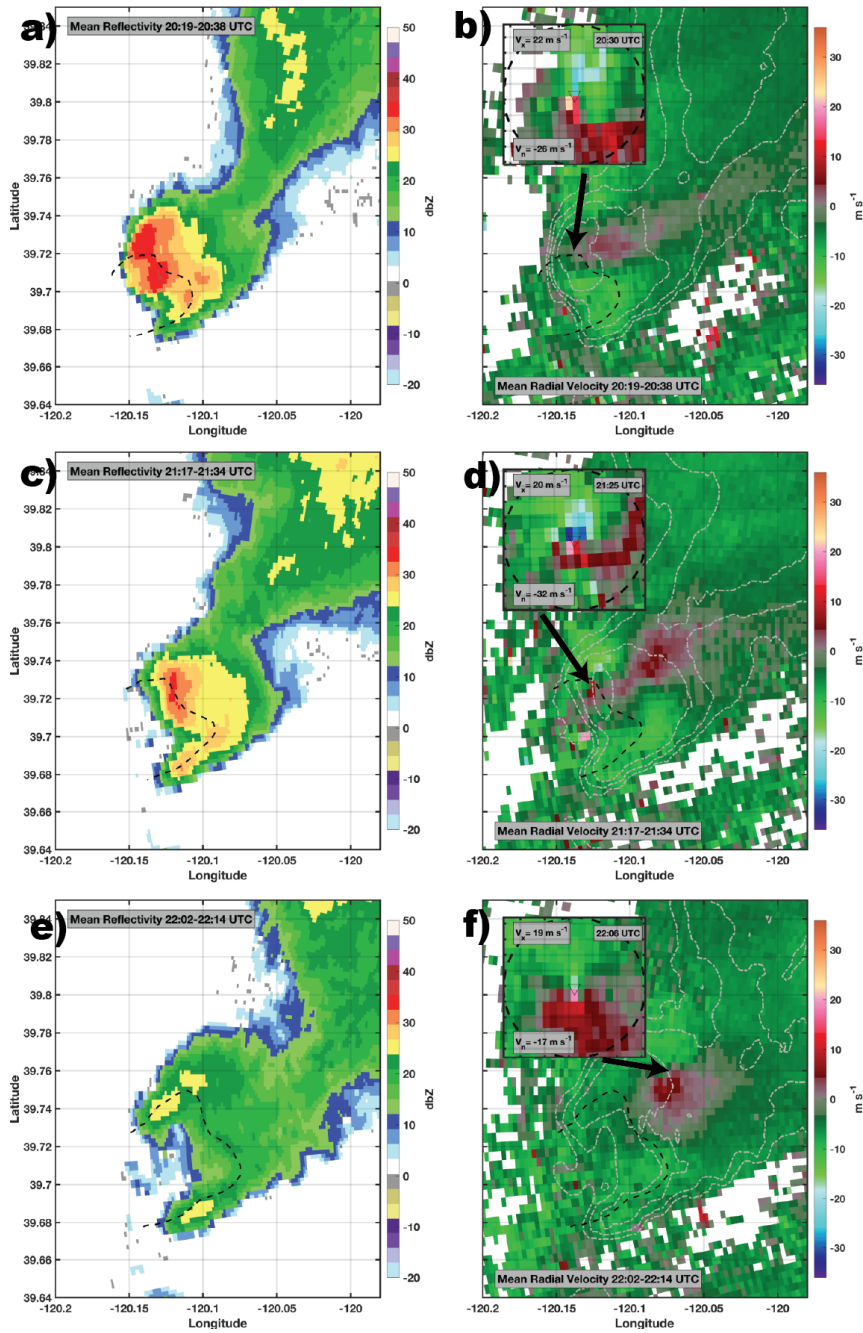 a)
Mean Reflectivity 20:19-20:38 UTC
39.82
39.8
39.78
39.76
39.74
39.72
39.7
39.68
39.66
39.64
Latitude
-120.2 -120.15 -120.1 -120.05 -120
Longitude
50
40
30
20
10
0
-10
-20
dbZ
b)
Vx = 22 m s-1
20:30 UTC
Vn = -26 m s-1
Mean Radial Velocity 20:19-20:38 UTC
-120.2 -120.15 -120.1 -120.05 -120
Longitude
30
20
10
0
-10
-20
-30
m s-1
c)
Mean Reflectivity 21:17-21:34 UTC
39.84
39.82
39.8
39.78
39.76
39.74
39.72
39.7
39.68
39.66
39.64
Latitude
-120.2 -120.15 -120.1 -120.05 -120
Longitude
50
40
30
20
10
0
-10
-20
dbZ
d)
Vx = 20 m s-1
21:25 UTC
Vn = -32 m s-1
Mean Radial Velocity 21:17-21:34 UTC
-120.2 -120.15 -120.1 -120.05 -120
Longitude
30
20
10
0
-10
-20
-30
m s-1
e)
Mean Reflectivity 22:02-22:14 UTC
39.84
39.82
39.8
39.78
39.76
39.74
39.72
39.7
39.68
39.66
39.64
Latitude
-120.2 -120.15 -120.1 -120.05 -120
Longitude
50
40
30
20
10
0
-10
-20
dbZ
f)
Vx = 19 m s-1
22:06 UTC
Vn = -17 m s-1
Mean Radial Velocity 22:02-22:14 UTC
-120.2 -120.15 -120.1 -120.05 -120
Longitude
30
20
10
0
-10
-20
-30
m s-1